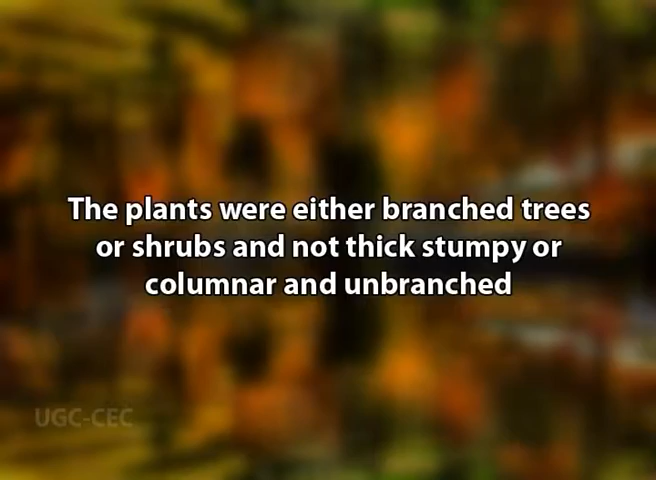 The plants were either branched trees
or shrubs and not thick stumpy or
columnar and unbranched
UGC-CEC